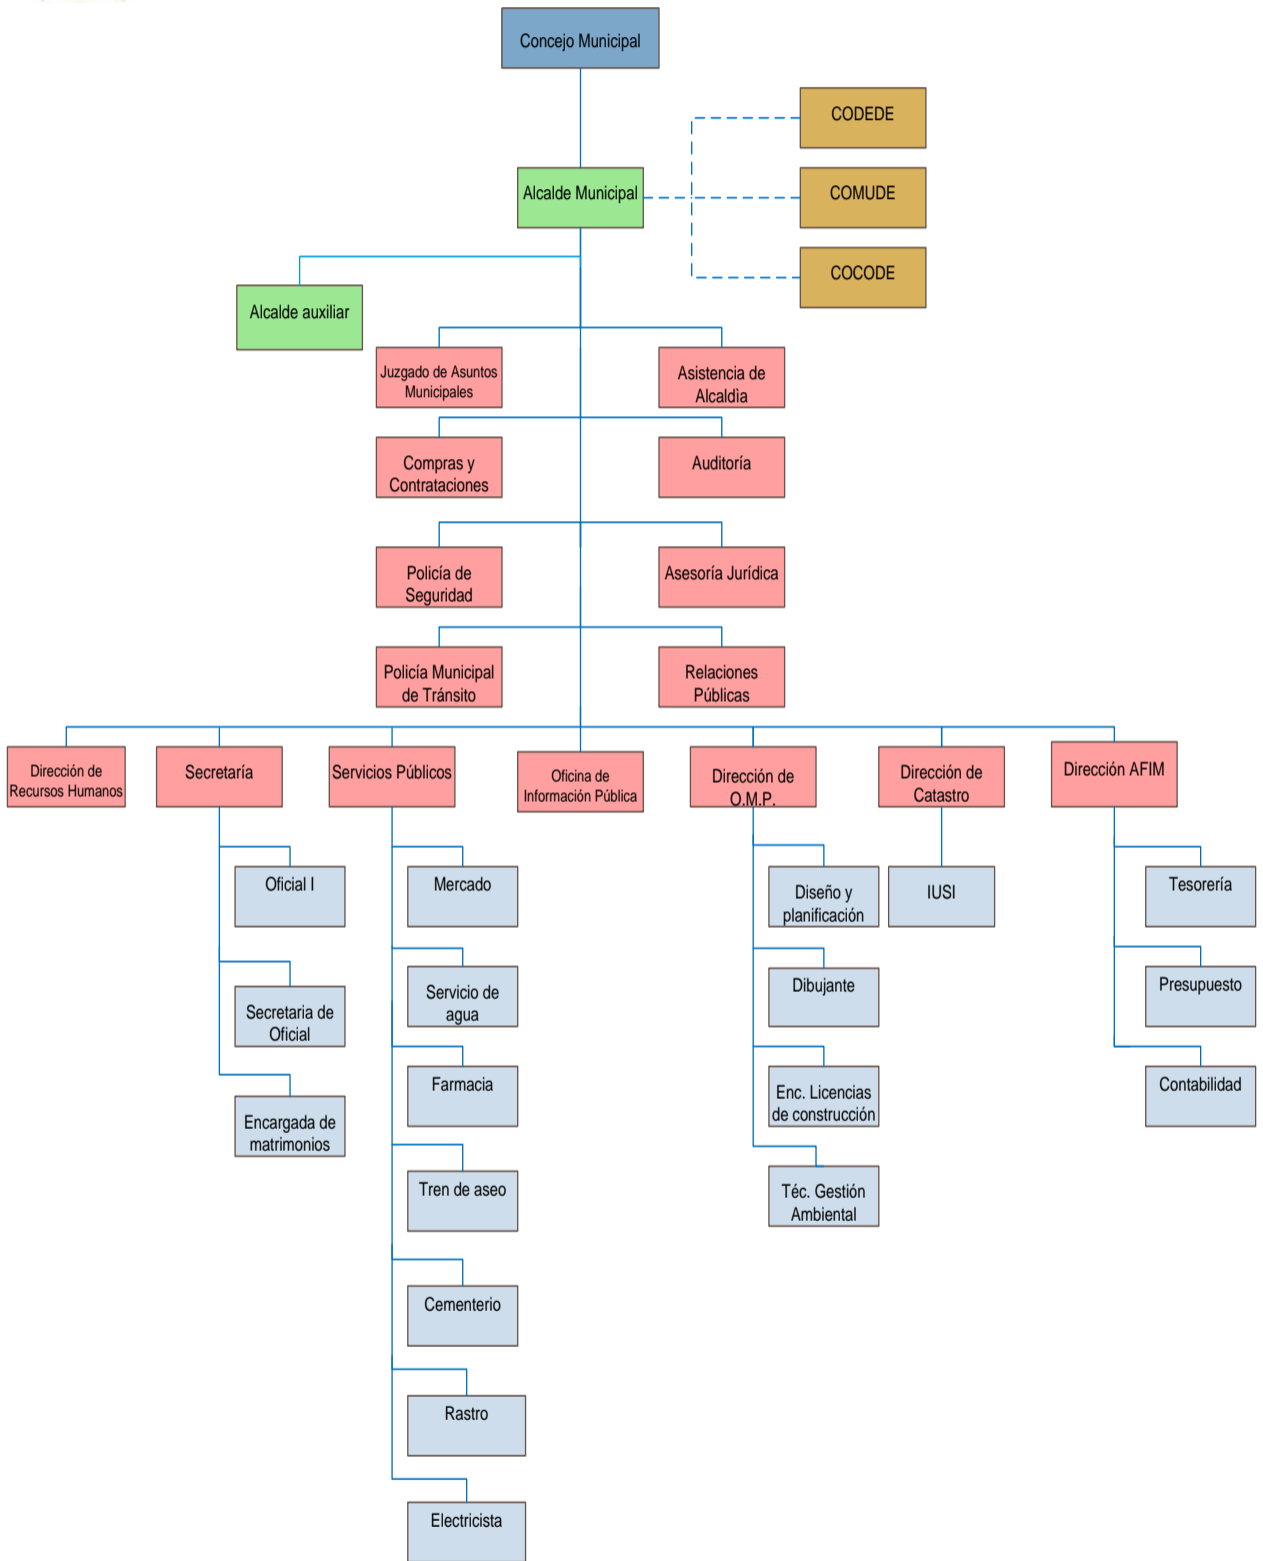 Concejo Municipal
CODEDE
Alcalde Municipal
COMUDE
COCODE
Alcalde auxiliar
Juzgado de Asuntos
Municipales
Asistencia de
Alcaldìa
Compras y
Contrataciones
Auditoría
Policía de
Seguridad
Asesoría Jurídica
Policía Municipal
de Tránsito
Relaciones
Públicas
Dirección de
Recursos Humanos
Secretaría
Servicios Públicos
Oficina de
Información Pública
Dirección de
O.M.P.
Dirección de
Catastro
Dirección AFIM
Oficial I
Secretaria de
Oficial
Encargada de
matrimonios
Mercado
Servicio de
agua
Farmacia
Tren de aseo
Cementerio
Rastro
Electricista
Diseño y
planificación
Dibujante
Enc. Licencias
de construcción
Téc. Gestión
Ambiental
IUSI
Tesorería
Presupuesto
Contabilidad